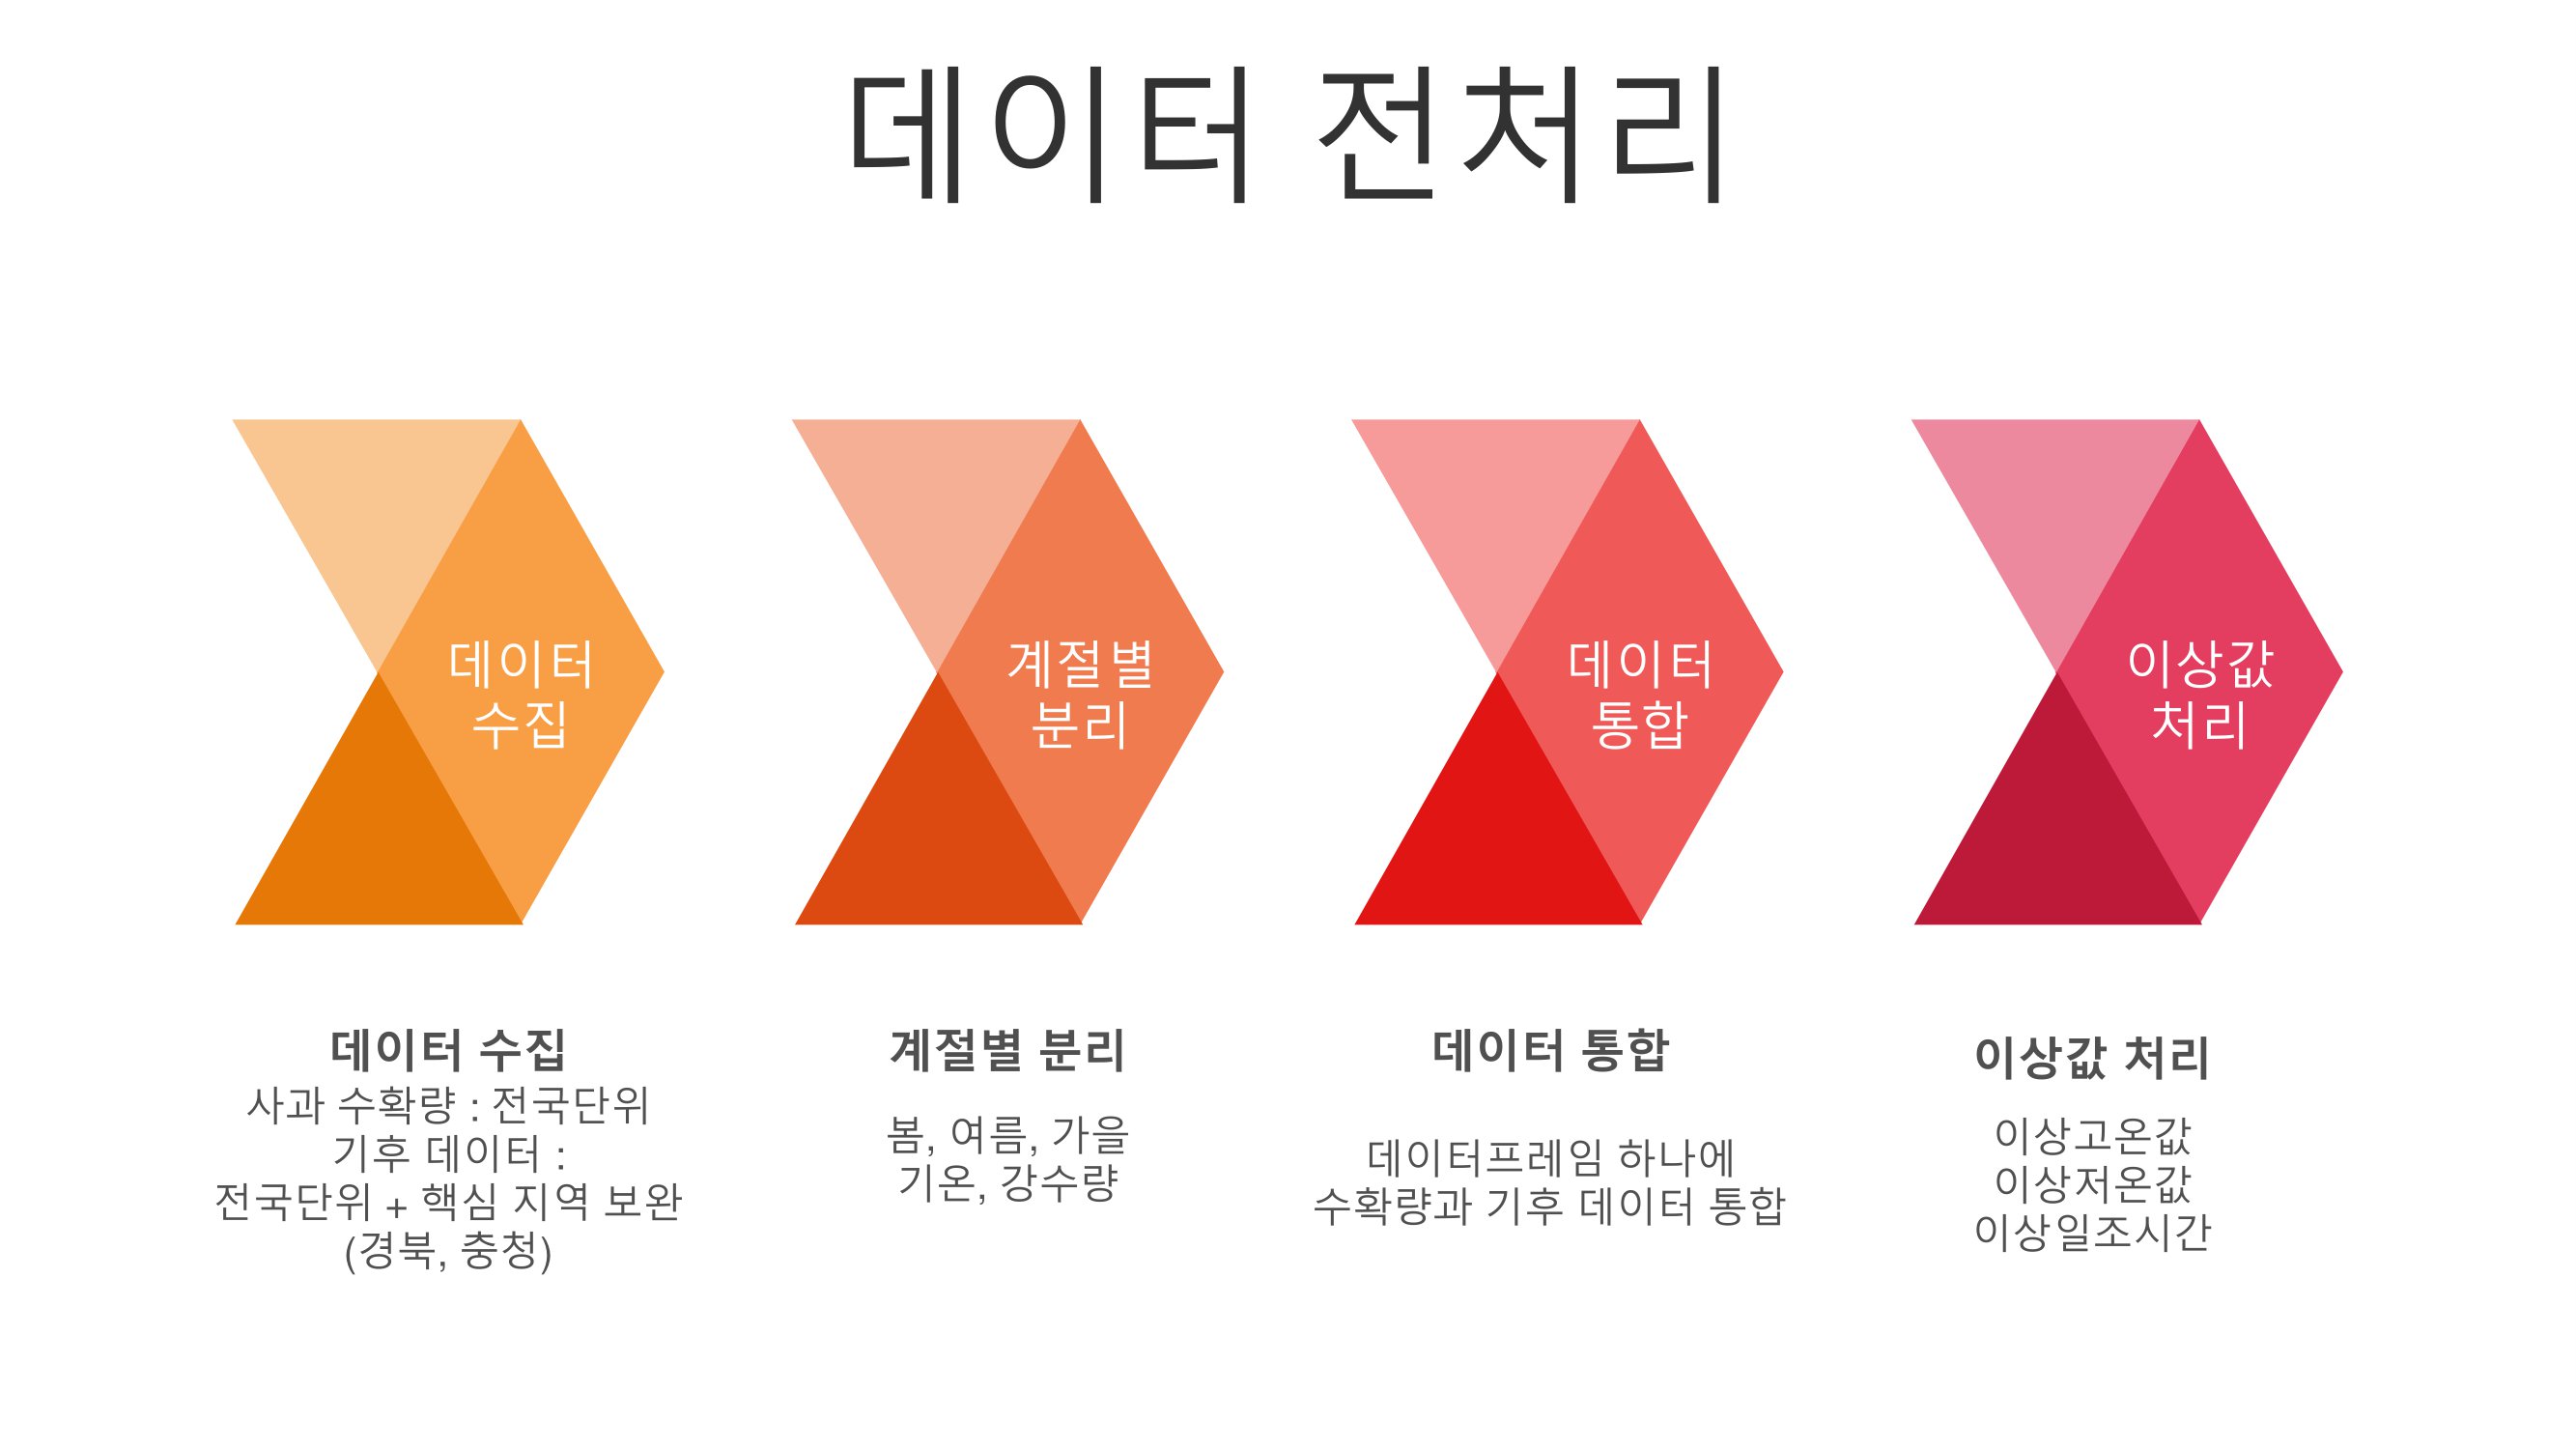 데이터 전처리
데이터
수집
계절별
분리
데이터
통합
이상값
처리
데이터 수집
사과 수확량 : 전국단위
기후 데이터 :
전국단위 + 핵심 지역 보완
(경북, 충청)
계절별 분리
봄, 여름, 가을
기온, 강수량
데이터 통합
데이터프레임 하나에
수확량과 기후 데이터 통합
이상값 처리
이상고온값
이상저온값
이상일조시간